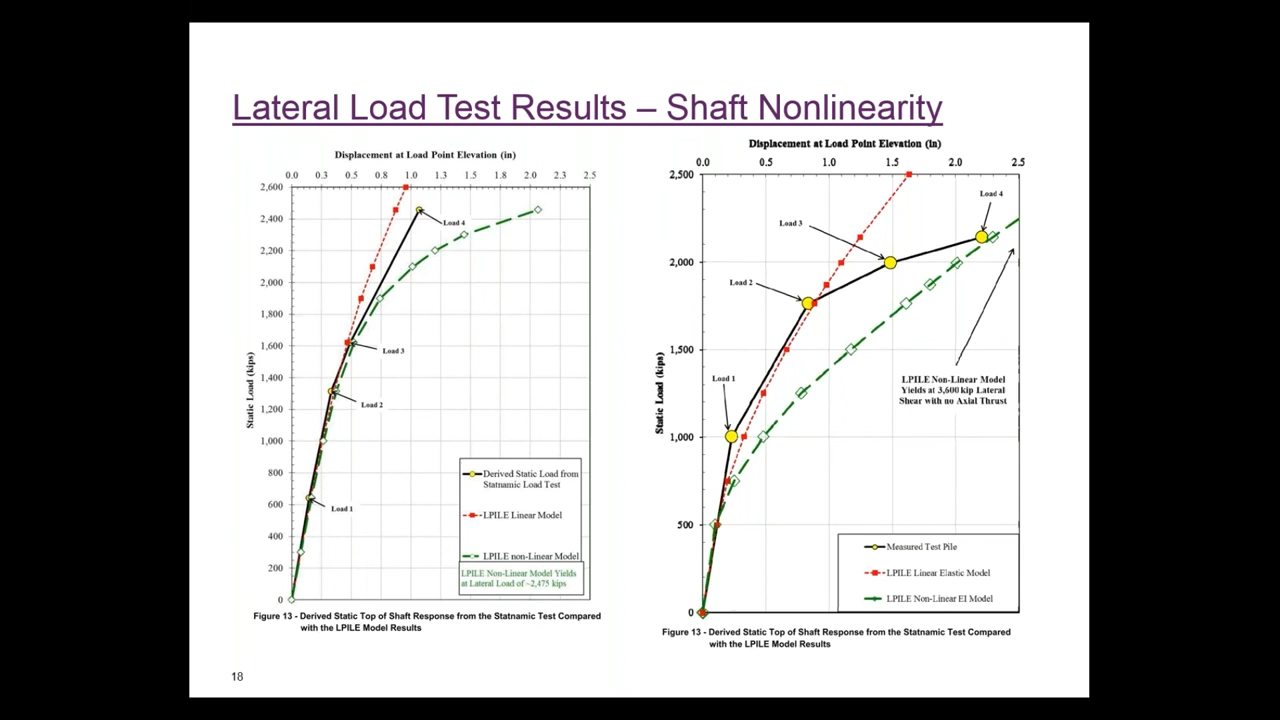 Lateral Load Test Results – Shaft Nonlinearity
Displacement at Load Point Elevation (in)
0.0 0.3 0.5 0.8 1.0 1.3 1.5 1.8 2.0 2.3 2.5
2,600
2,400
2,200
2,000
1,800
1,600
1,400
1,200
1,000
800
600
400
200
0
Static Load (kips)
Load 4
Load 3
Load 2
Load 1
Derived Static Load from
Statnamic Load Test
LPILE Linear Model
LPILE non-Linear Model
LPILE Non-Linear Model Yields
at Lateral Load of ~2,475 kips
Figure 13 - Derived Static Top of Shaft Response from the Statnamic Test Compared
with the LPILE Model Results
Displacement at Load Point Elevation (in)
0.0 0.5 1.0 1.5 2.0 2.5
2,500
2,000
1,500
1,000
500
0
Static Load (kips)
Load 4
Load 3
Load 2
Load 1
LPILE Non-Linear Model
Yields at 3,600 kip Lateral
Shear with no Axial Thrust
Measured Test Pile
LPILE Linear Elastic Model
LPILE Non-Linear EI Model
Figure 13 - Derived Static Top of Shaft Response from the Statnamic Test Compared
with the LPILE Model Results
18